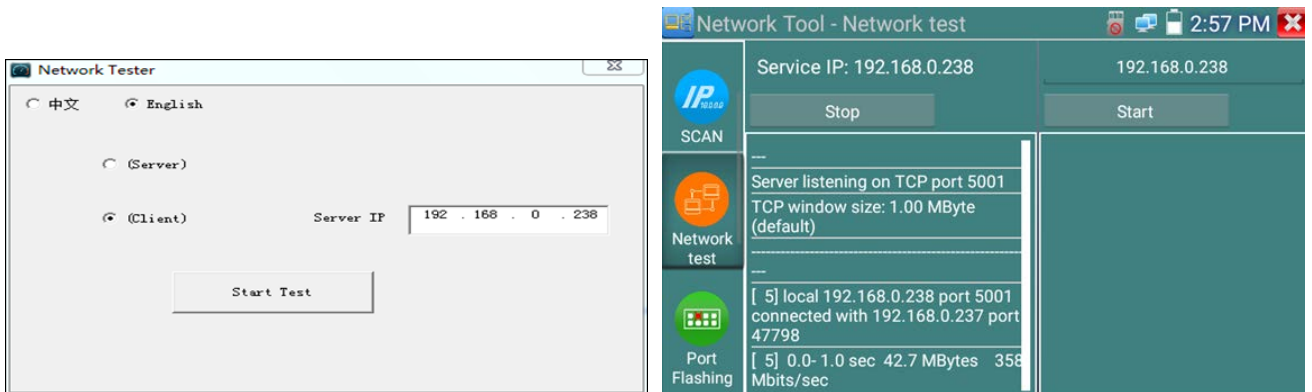 Network Tester
中文 English
(Server)
(Client) Server IP 192 . 168 . 0 . 238
Start Test
Network Tool - Network test 2:57 PM
IP
SCAN
Network
test
Port
Flashing
Service IP: 192.168.0.238
Stop
---
Server listening on TCP port 5001
TCP window size: 1.00 MByte
(default)
---
[ 5] local 192.168.0.238 port 5001
connected with 192.168.0.237 port
47798
[ 5] 0.0- 1.0 sec 42.7 MBytes 358
Mbits/sec
192.168.0.238
Start